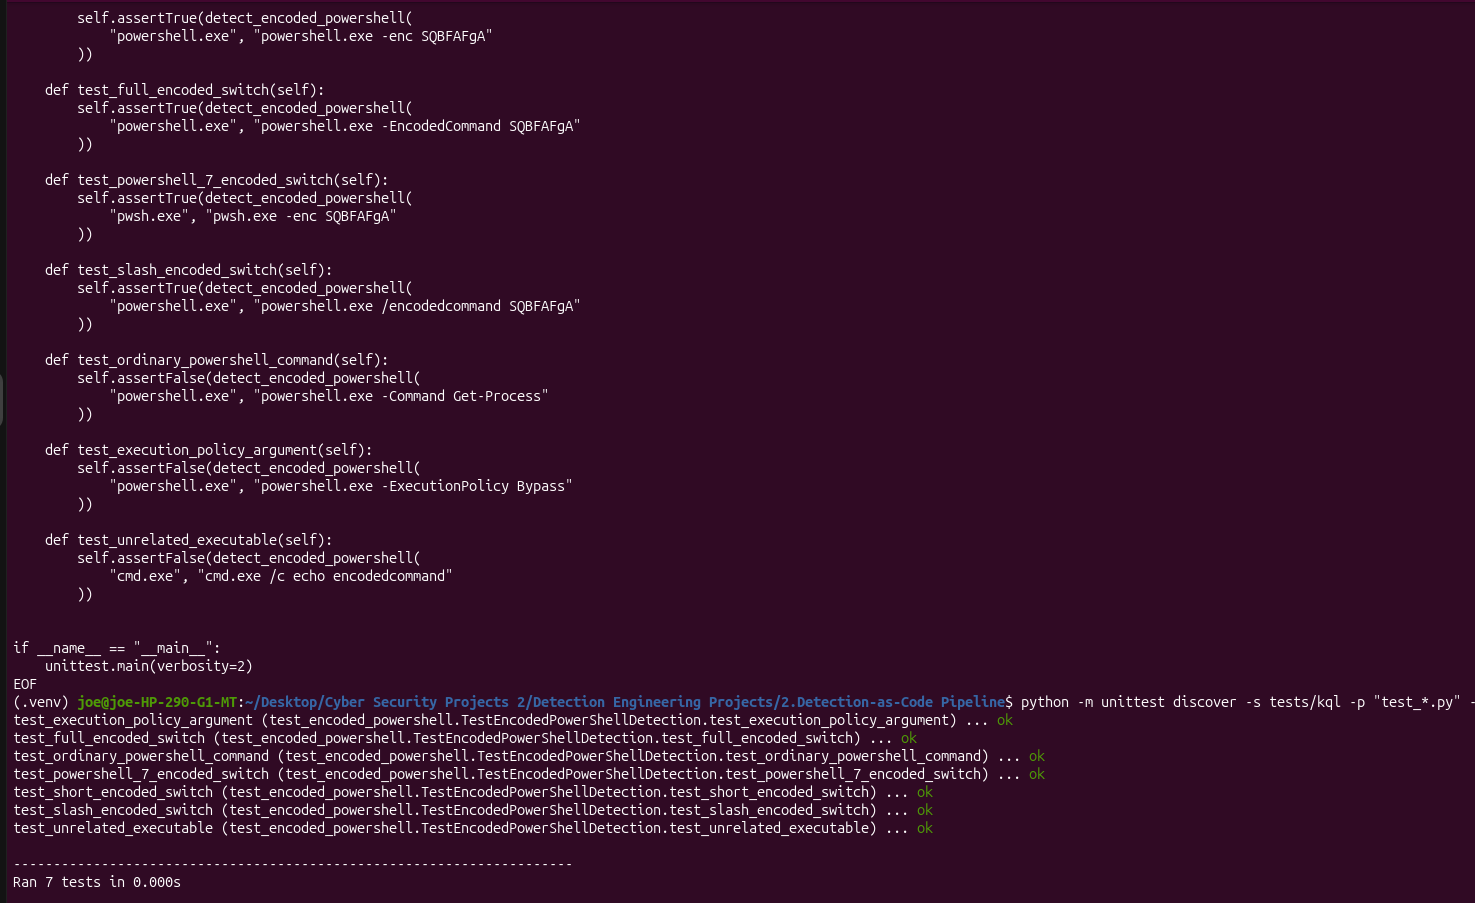 self.assertTrue(detect_encoded_powershell(
            "powershell.exe", "powershell.exe -enc SQBFAFgA"
        ))

    def test_full_encoded_switch(self):
        self.assertTrue(detect_encoded_powershell(
            "powershell.exe", "powershell.exe -EncodedCommand SQBFAFgA"
        ))

    def test_powershell_7_encoded_switch(self):
        self.assertTrue(detect_encoded_powershell(
            "pwsh.exe", "pwsh.exe -enc SQBFAFgA"
        ))

    def test_slash_encoded_switch(self):
        self.assertTrue(detect_encoded_powershell(
            "powershell.exe", "powershell.exe /encodedcommand SQBFAFgA"
        ))

    def test_ordinary_powershell_command(self):
        self.assertFalse(detect_encoded_powershell(
            "powershell.exe", "powershell.exe -Command Get-Process"
        ))

    def test_execution_policy_argument(self):
        self.assertFalse(detect_encoded_powershell(
            "powershell.exe", "powershell.exe -ExecutionPolicy Bypass"
        ))

    def test_unrelated_executable(self):
        self.assertFalse(detect_encoded_powershell(
            "cmd.exe", "cmd.exe /c echo encodedcommand"
        ))


if __name__ == "__main__":
    unittest.main(verbosity=2)
EOF
(.venv) joe@joe-HP-290-G1-MT:~/Desktop/Cyber Security Projects 2/Detection Engineering Projects/2.Detection-as-Code Pipeline$ python -m unittest discover -s tests/kql -p "test_*.py" -
test_execution_policy_argument (test_encoded_powershell.TestEncodedPowerShellDetection.test_execution_policy_argument) ... ok
test_full_encoded_switch (test_encoded_powershell.TestEncodedPowerShellDetection.test_full_encoded_switch) ... ok
test_ordinary_powershell_command (test_encoded_powershell.TestEncodedPowerShellDetection.test_ordinary_powershell_command) ... ok
test_powershell_7_encoded_switch (test_encoded_powershell.TestEncodedPowerShellDetection.test_powershell_7_encoded_switch) ... ok
test_short_encoded_switch (test_encoded_powershell.TestEncodedPowerShellDetection.test_short_encoded_switch) ... ok
test_slash_encoded_switch (test_encoded_powershell.TestEncodedPowerShellDetection.test_slash_encoded_switch) ... ok
test_unrelated_executable (test_encoded_powershell.TestEncodedPowerShellDetection.test_unrelated_executable) ... ok

----------------------------------------------------------------------
Ran 7 tests in 0.000s